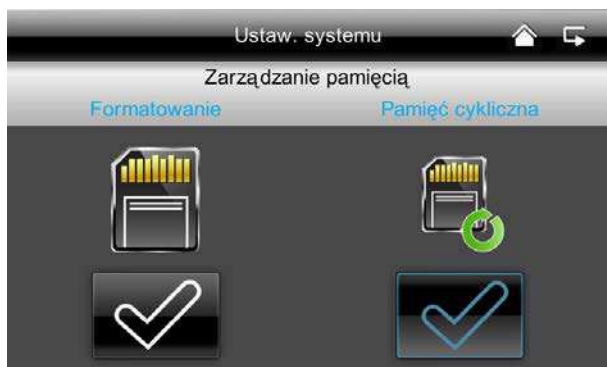 Ustaw. systemu
Zarządzanie pamięcią
Formatowanie Pamięć cykliczna